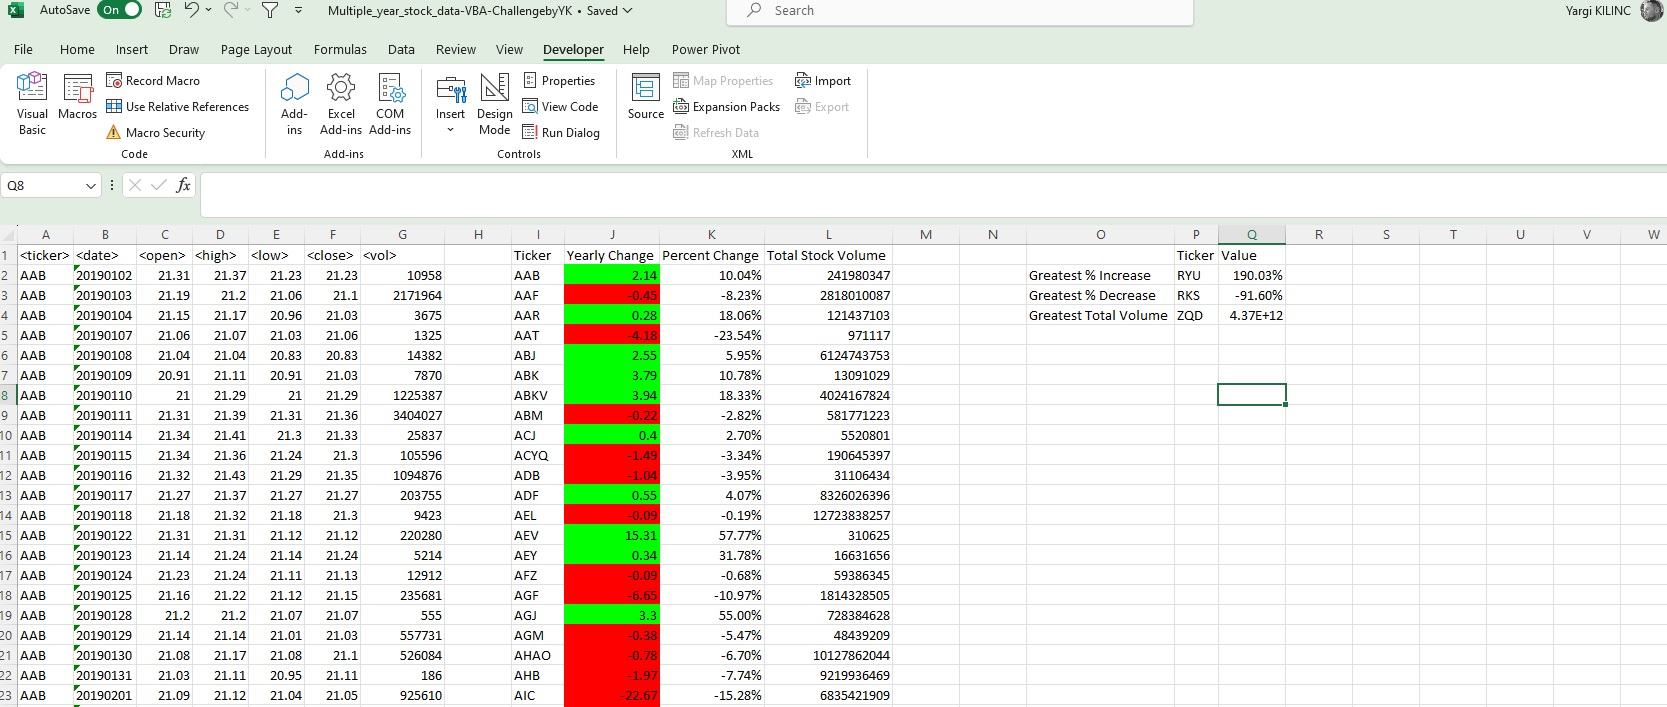 AutoSave On Multiple_year_stock_data-VBA-ChallengebyYK • Saved Search Yargi KILINC
File Home Insert Draw Page Layout Formulas Data Review View Developer Help Power Pivot
Visual Basic
Macros
Record Macro
Use Relative References
Macro Security
Code
Add-ins
Excel Add-ins
COM Add-ins
Add-ins
Insert
Design Mode
Properties
View Code
Run Dialog
Controls
Source
Map Properties
Expansion Packs
Refresh Data
Import
Export
XML
Q8 fx
A B C D E F G H I J K L M N O P Q R S T U V W
1 <ticker> <date> <open> <high> <low> <close> <vol> Ticker Yearly Change Percent Change Total Stock Volume Ticker Value
2 AAB 20190102 21.31 21.37 21.23 21.23 10958 AAB 2.14 10.04% 241980347 Greatest % Increase RYU 190.03%
3 AAB 20190103 21.19 21.2 21.06 21.1 2171964 AAF -0.45 -8.23% 2818010087 Greatest % Decrease RKS -91.60%
4 AAB 20190104 21.15 21.17 20.96 21.03 3675 AAR 0.28 18.06% 121437103 Greatest Total Volume ZQD 4.37E+12
5 AAB 20190107 21.06 21.07 21.03 21.06 1325 AAT -4.18 -23.54% 971117
6 AAB 20190108 21.04 21.04 20.83 20.83 14382 ABJ 2.55 5.95% 6124743753
7 AAB 20190109 20.91 21.11 20.91 21.03 7870 ABK 3.79 10.78% 13091029
8 AAB 20190110 21 21.29 21 21.29 1225387 ABKV 3.94 18.33% 4024167824
9 AAB 20190111 21.31 21.39 21.31 21.36 3404027 ABM -0.22 -2.82% 581771223
10 AAB 20190114 21.34 21.41 21.3 21.33 25837 ACJ 0.4 2.70% 5520801
11 AAB 20190115 21.34 21.36 21.24 21.3 105596 ACYQ -1.49 -3.34% 190645397
12 AAB 20190116 21.32 21.43 21.29 21.35 1094876 ADB -1.04 -3.95% 31106434
13 AAB 20190117 21.27 21.37 21.27 21.27 203755 ADF 0.55 4.07% 8326026396
14 AAB 20190118 21.18 21.32 21.18 21.3 9423 AEL -0.09 -0.19% 12723838257
15 AAB 20190122 21.31 21.31 21.12 21.12 220280 AEV 15.31 57.77% 310625
16 AAB 20190123 21.14 21.24 21.14 21.24 5214 AEY 0.34 31.78% 16631656
17 AAB 20190124 21.23 21.24 21.11 21.13 12912 AFZ -0.09 -0.68% 59386345
18 AAB 20190125 21.16 21.22 21.12 21.15 235681 AGF -6.65 -10.97% 1814328505
19 AAB 20190128 21.2 21.2 21.07 21.07 555 AGJ 3.3 55.00% 728384628
20 AAB 20190129 21.14 21.14 21.01 21.03 557731 AGM -0.38 -5.47% 48439209
21 AAB 20190130 21.08 21.17 21.08 21.1 526084 AHAO -0.78 -6.70% 10127862044
22 AAB 20190131 21.03 21.11 20.95 21.11 186 AHB -1.97 -7.74% 9219936469
23 AAB 20190201 21.09 21.12 21.04 21.05 925610 AIC -22.67 -15.28% 6835421909